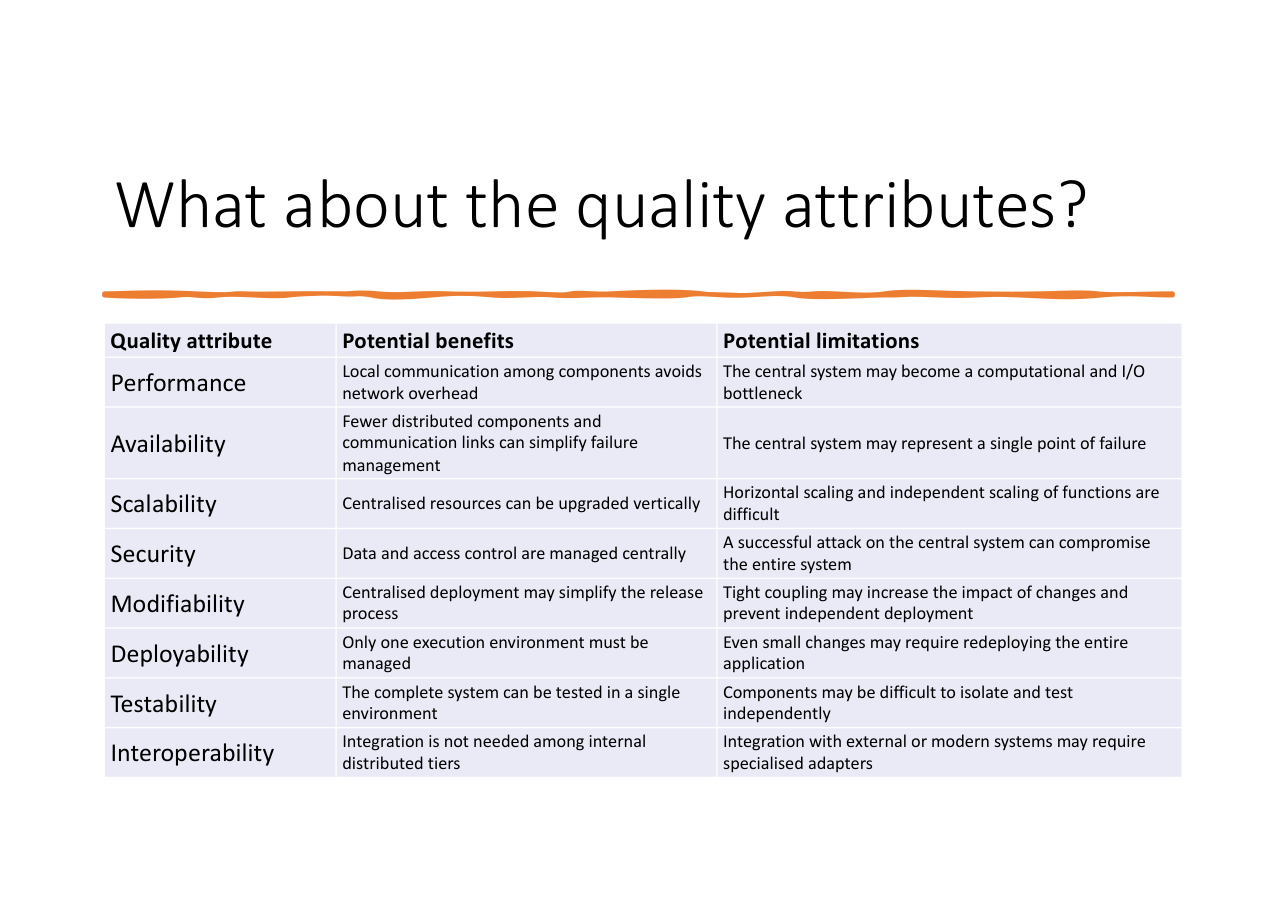 What about the quality attributes?
Quality attribute
Potential benefits
Potential limitations
Performance
Local communication among components avoids
network overhead
The central system may become a computational and I/O
bottleneck
Availability
Fewer distributed components and
communication links can simplify failure
management
The central system may represent a single point of failure
Scalability
Centralised resources can be upgraded vertically
Horizontal scaling and independent scaling of functions are
difficult
Security
Data and access control are managed centrally
A successful attack on the central system can compromise
the entire system
Modifiability
Centralised deployment may simplify the release
process
Tight coupling may increase the impact of changes and
prevent independent deployment
Deployability
Only one execution environment must be
managed
Even small changes may require redeploying the entire
application
Testability
The complete system can be tested in a single
environment
Components may be difficult to isolate and test
independently
Interoperability
Integration is not needed among internal
distributed tiers
Integration with external or modern systems may require
specialised adapters